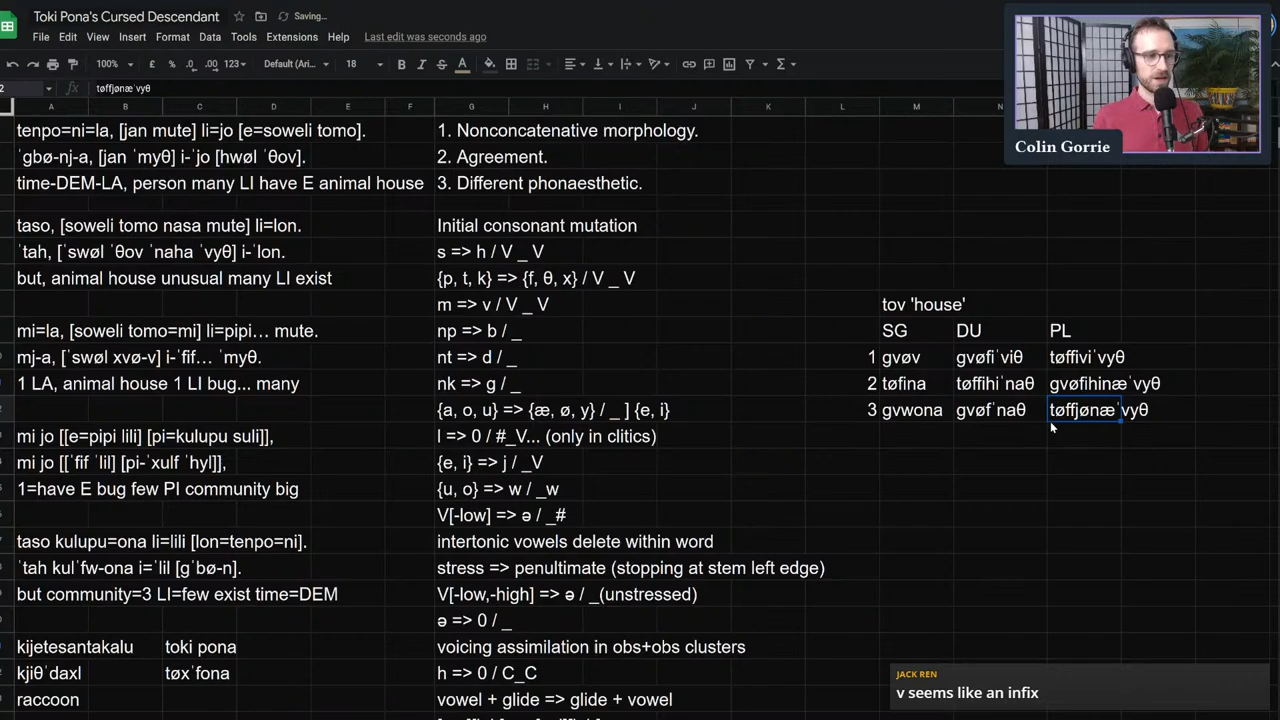 Toki Pona's Cursed Descendant
Saving...
File Edit View Insert Format Data Tools Extensions Help Last edit was seconds ago
100% £ % .0 .00 123 Default (Ari... 18 B I S A
2 tøffjønæˈvyθ
A B C D E F G H I J K L M N
tenpo=ni=la, [jan mute] li=jo [e=soweli tomo].
ˈgbø-nj-a, [jan ˈmyθ] i-ˈjo [hwøl ˈθov].
time-DEM-LA, person many LI have E animal house
taso, [soweli tomo nasa mute] li=lon.
ˈtah, [ˈswøl ˈθov ˈnaha ˈvyθ] i-ˈlon.
but, animal house unusual many LI exist
mi=la, [soweli tomo=mi] li=pipi… mute.
mj-a, [ˈswøl xvø-v] i-ˈfif… ˈmyθ.
1 LA, animal house 1 LI bug... many
mi jo [[e=pipi lili] [pi=kulupu suli]],
mi jo [[ˈfif ˈlil] [pi-ˈxulf ˈhyl]],
1=have E bug few PI community big
taso kulupu=ona li=lili [lon=tenpo=ni].
ˈtah kulˈfw-ona i=ˈlil [gˈbø-n].
but community=3 LI=few exist time=DEM
kijetesantakalu toki pona
kjiθˈdaxl tøxˈfona
raccoon
1. Nonconcatenative morphology.
2. Agreement.
3. Different phonaesthetic.
Initial consonant mutation
s => h / V _ V
{p, t, k} => {f, θ, x} / V _ V
m => v / V _ V
np => b / _
nt => d / _
nk => g / _
{a, o, u} => {æ, ø, y} / _ ] {e, i}
l => 0 / #_V... (only in clitics)
{e, i} => j / _V
{u, o} => w / _w
V[-low] => ə / _#
intertonic vowels delete within word
stress => penultimate (stopping at stem left edge)
V[-low,-high] => ə / _(unstressed)
ə => 0 / _
voicing assimilation in obs+obs clusters
h => 0 / C_C
vowel + glide => glide + vowel
tov 'house'
SG DU PL
1 gvøv gvøfiˈviθ tøffiviˈvyθ
2 tøfina tøffihiˈnaθ gvøfihinæˈvyθ
3 gvwona gvøfˈnaθ tøffjønæˈvyθ
Colin Gorrie
JACK REN
v seems like an infix